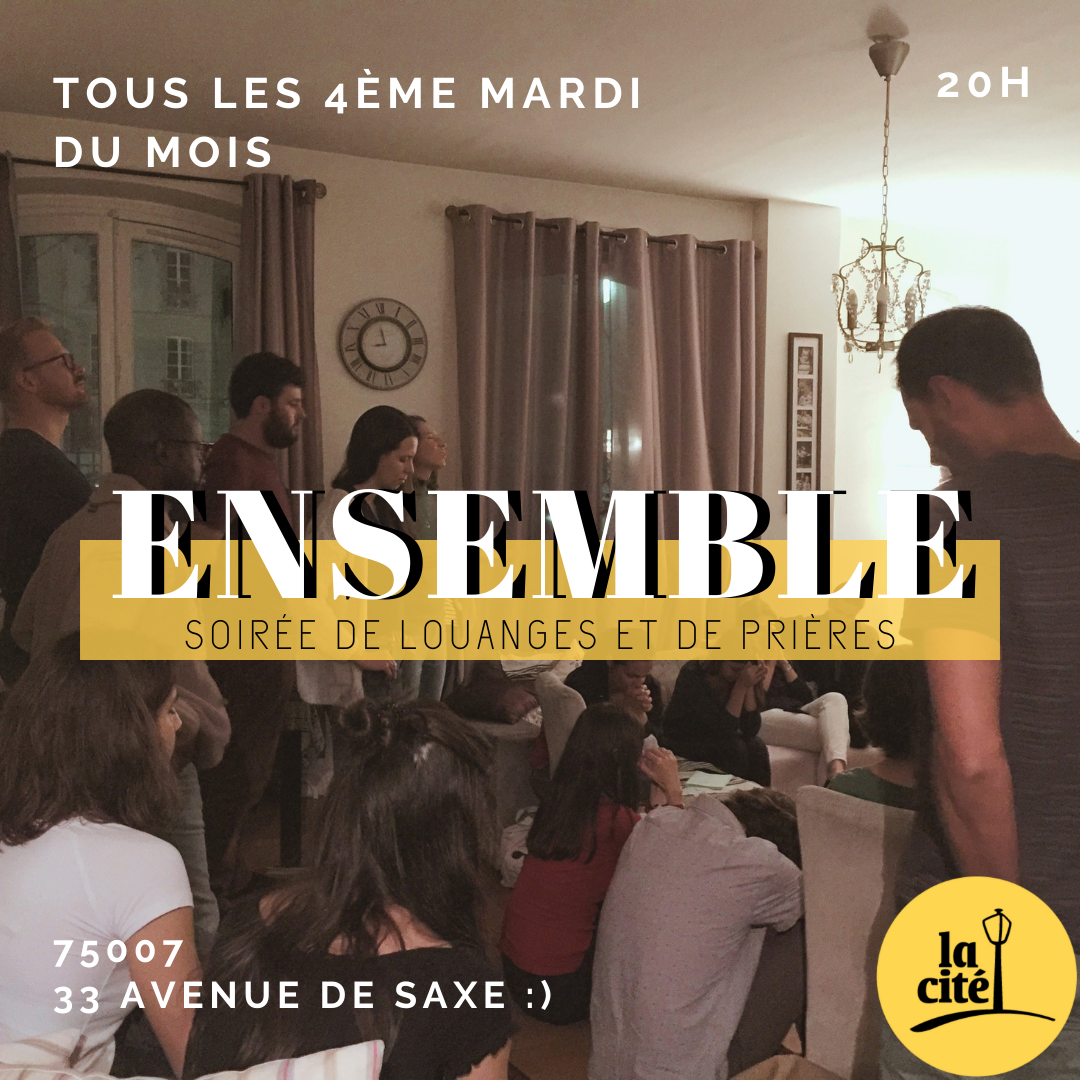 TOUS LES 4ÈME MARDI
DU MOIS
20H
ENSEMBLE
SOIRÉE DE LOUANGES ET DE PRIÈRES
75007
33 AVENUE DE SAXE :)
la
cité